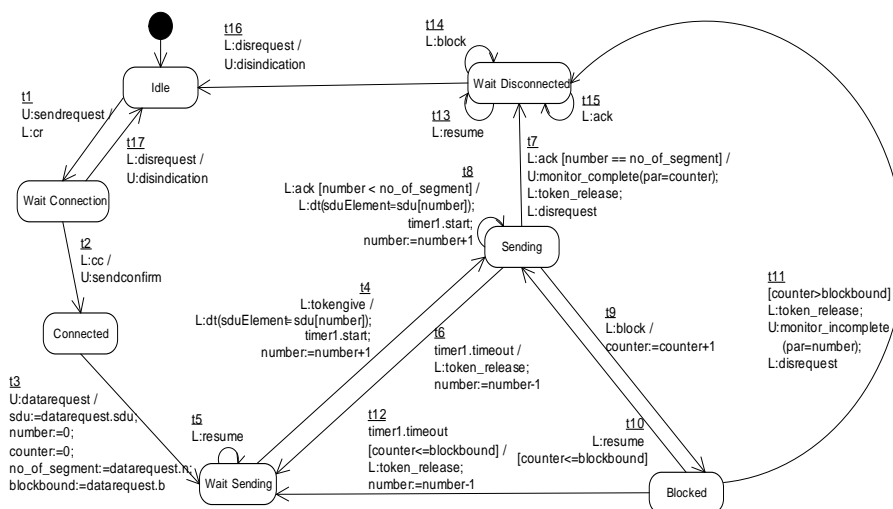 t16
L:disrequest /
U:disindication
t14
L:block
Idle
Wait Disconnected
t1
U:sendrequest /
L:cr
t13
L:resume
t15
L:ack
t17
L:disrequest /
U:disindication
t7
L:ack [number == no_of_segment] /
U:monitor_complete(par=counter);
L:token_release;
L:disrequest
t8
L:ack [number < no_of_segment] /
L:dt(sduElement=sdu[number]);
timer1.start;
number:=number+1
Wait Connection
Sending
t2
L:cc /
U:sendconfirm
t4
L:tokengive /
L:dt(sduElement=sdu[number]);
timer1.start;
number:=number+1
t11
[counter>blockbound]
L:token_release;
U:monitor_incomplete
(par=number);
L:disrequest
t9
L:block /
counter:=counter+1
Connected
t6
timer1.timeout /
L:token_release;
number:=number-1
t3
U:datarequest /
sdu:=datarequest.sdu;
number:=0;
counter:=0;
no_of_segment:=datarequest.n;
blockbound:=datarequest.b
t5
L:resume
t12
timer1.timeout
[counter<=blockbound] /
L:token_release;
number:=number-1
t10
L:resume
[counter<=blockbound]
Wait Sending
Blocked